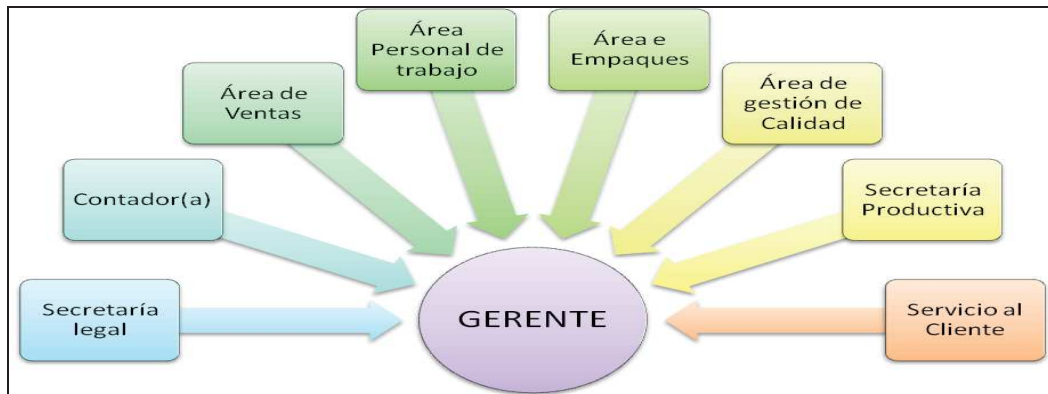 Secretaría
legal
Contador(a)
Área de
Ventas
Área
Personal de
trabajo
Área e
Empaques
Área de
gestión de
Calidad
Secretaría
Productiva
Servicio al
Cliente
GERENTE